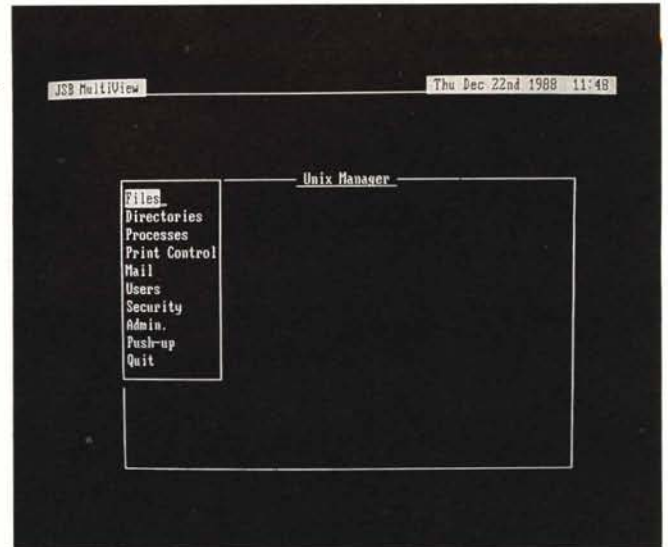 JSB MultiView
Thu Dec 22nd 1988 11:48
Unix Manager
Files
Directories
Processes
Print Control
Mail
Users
Security
Admin.
Push-up
Quit